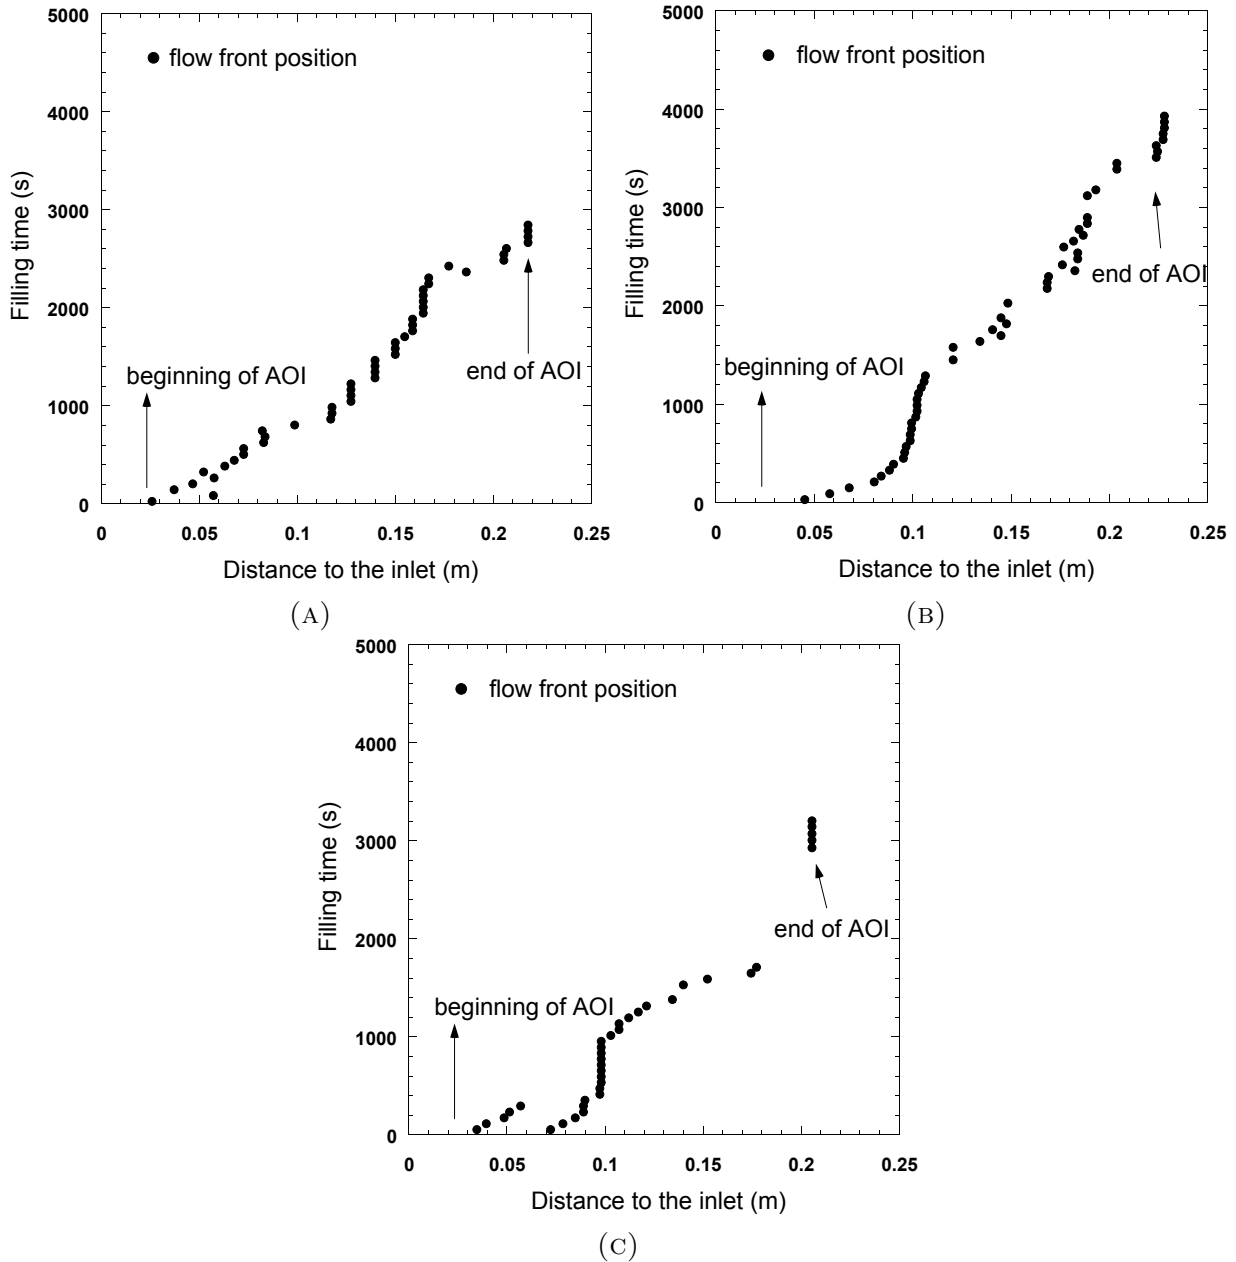 flow front position
5000
4000
3000
2000
1000
0
Filling time (s)
beginning of AOI
end of AOI
0 0.05 0.1 0.15 0.2 0.25
Distance to the inlet (m)
(A)
flow front position
5000
4000
3000
2000
1000
0
Filling time (s)
beginning of AOI
end of AOI
0 0.05 0.1 0.15 0.2 0.25
Distance to the inlet (m)
(B)
flow front position
5000
4000
3000
2000
1000
0
Filling time (s)
beginning of AOI
end of AOI
0 0.05 0.1 0.15 0.2 0.25
Distance to the inlet (m)
(C)